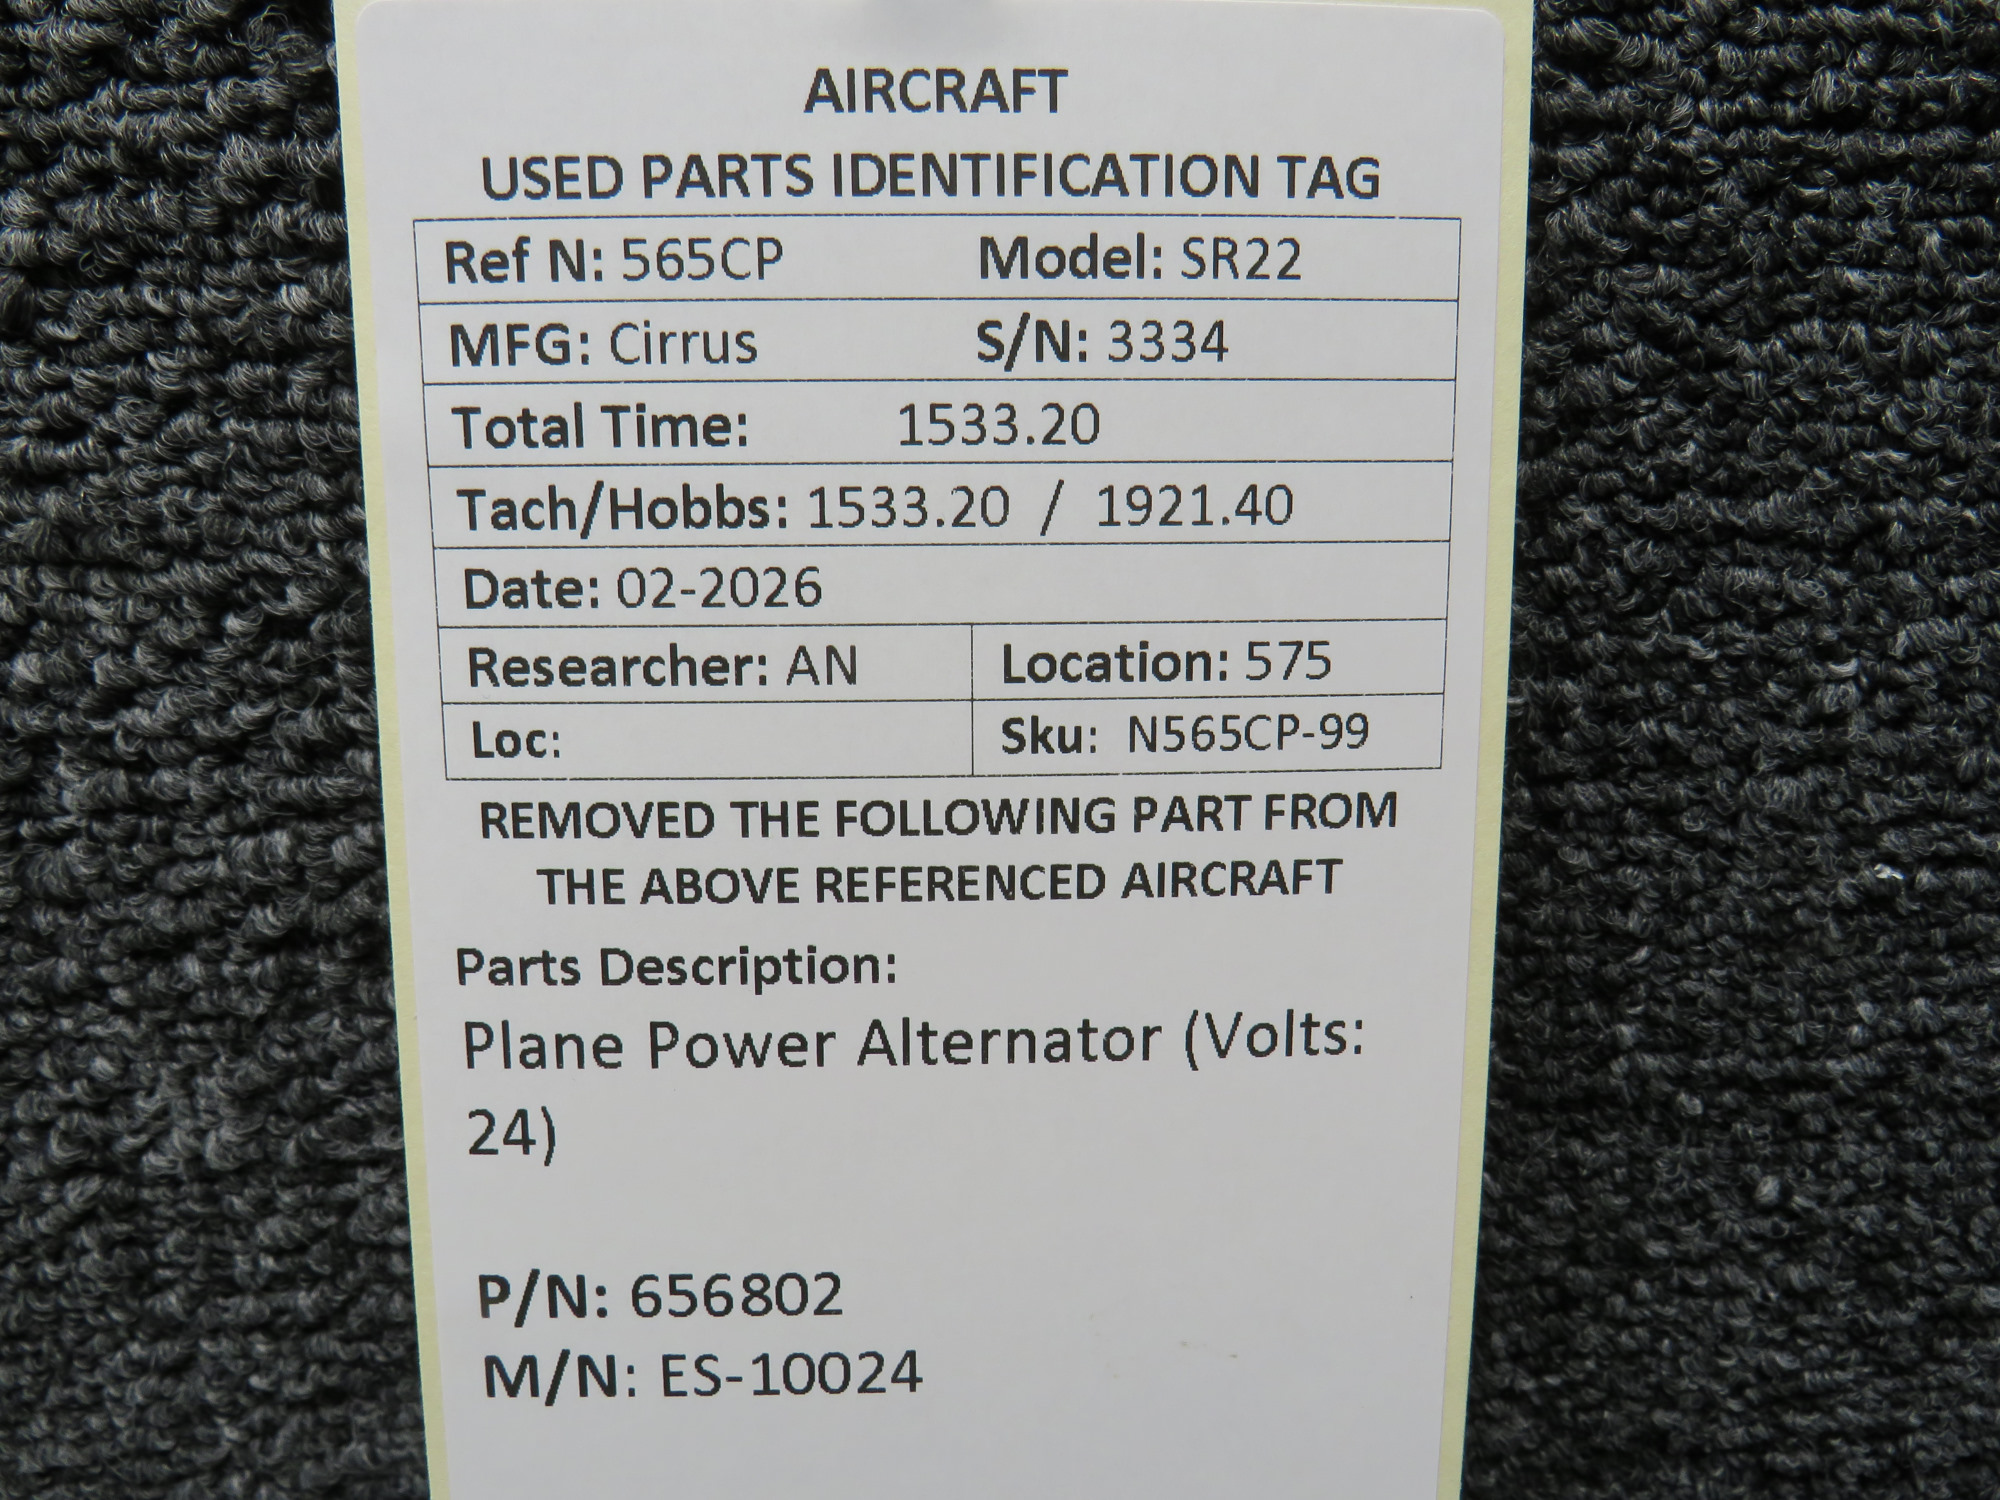 AIRCRAFT
USED PARTS IDENTIFICATION TAG
Ref N: 565CP Model: SR22
MFG: Cirrus S/N: 3334
Total Time: 1533.20
Tach/Hobbs: 1533.20 / 1921.40
Date: 02-2026
Researcher: AN Location: 575
Loc: Sku: N565CP-99
REMOVED THE FOLLOWING PART FROM
THE ABOVE REFERENCED AIRCRAFT
Parts Description:
Plane Power Alternator (Volts:
24)
P/N: 656802
M/N: ES-10024